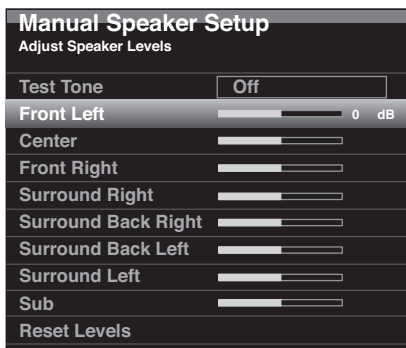 Manual Speaker Setup
Adjust Speaker Levels
Test Tone Off
Front Left 0 dB
Center
Front Right
Surround Right
Surround Back Right
Surround Back Left
Surround Left
Sub
Reset Levels